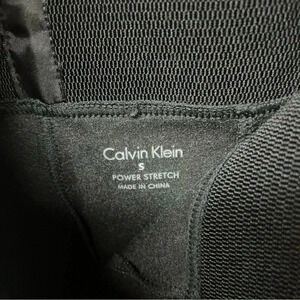 Calvin Klein
S
POWER STRETCH
MADE IN CHINA